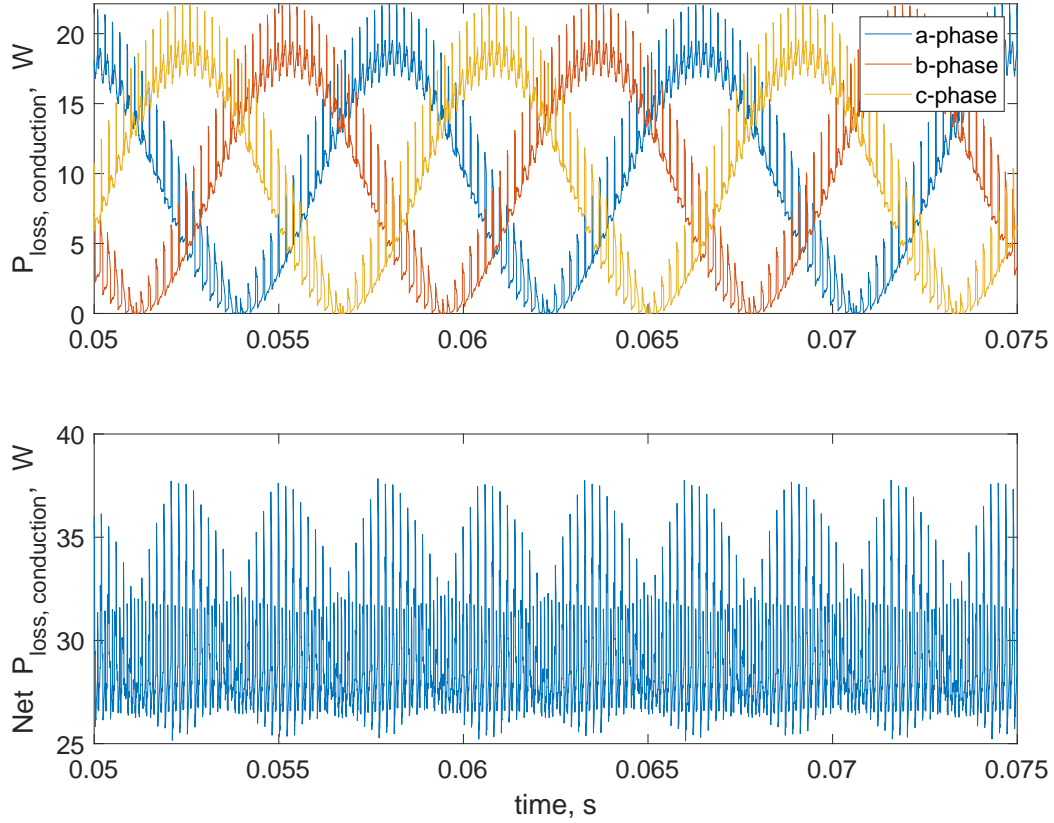 P_loss, conduction, W
20
15
10
5
0
a-phase
b-phase
c-phase
0.05 0.055 0.06 0.065 0.07 0.075
Net P_loss, conduction, W
40
35
30
25
0.05 0.055 0.06 0.065 0.07 0.075
time, s